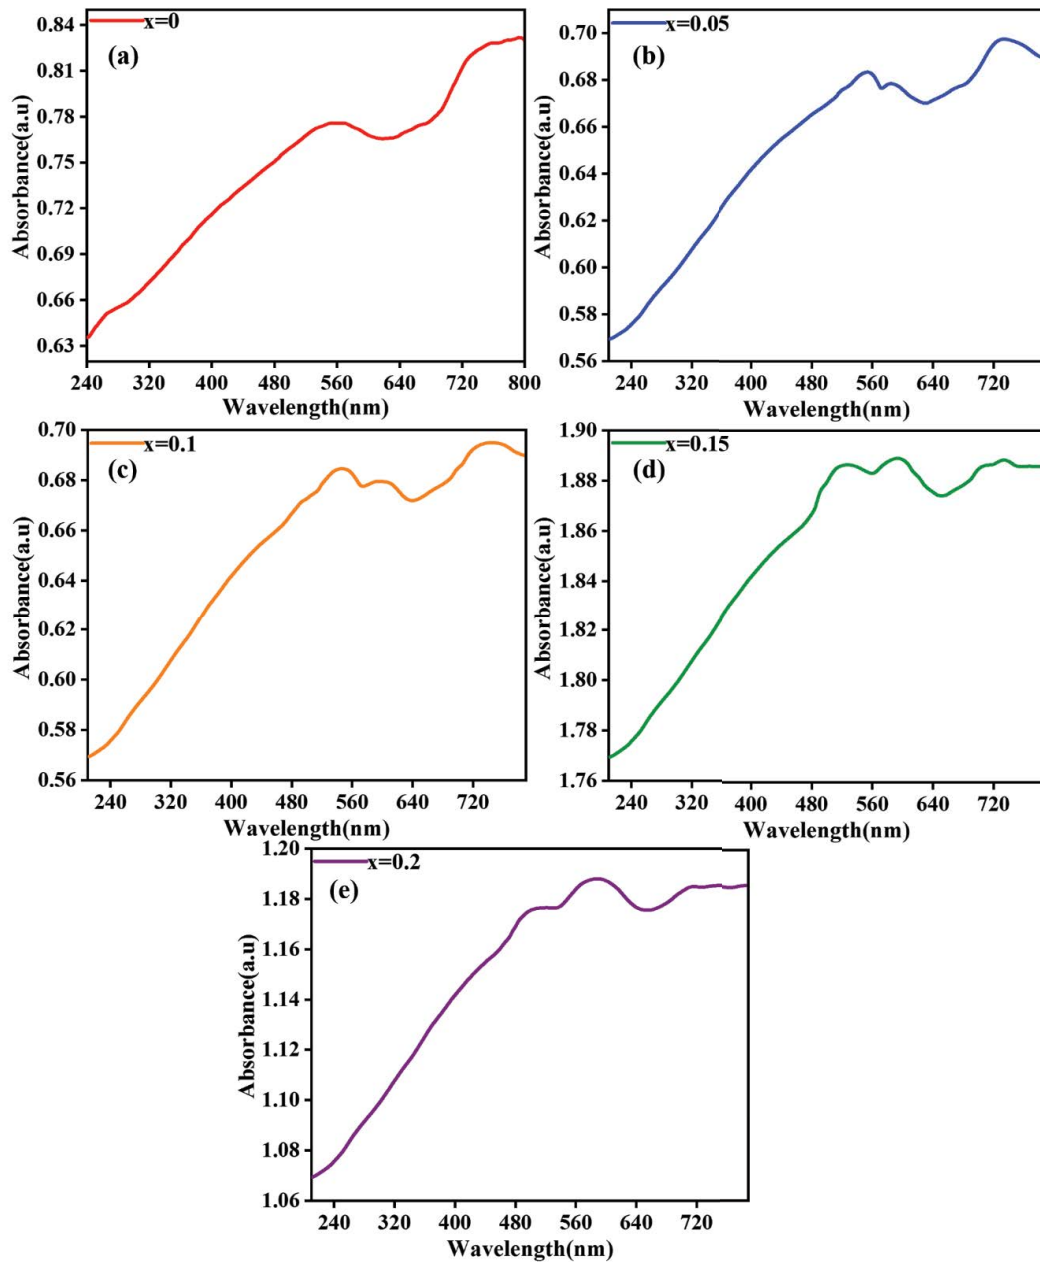 x=0
(a)
0.84
0.81
0.78
0.75
0.72
0.69
0.66
0.63
Absorbance(a.u)
240 320 400 480 560 640 720 800
Wavelength(nm)
x=0.05
(b)
0.70
0.68
0.66
0.64
0.62
0.60
0.58
0.56
Absorbance(a.u)
240 320 400 480 560 640 720
Wavelength(nm)
x=0.1
(c)
0.70
0.68
0.66
0.64
0.62
0.60
0.58
0.56
Absorbance(a.u)
240 320 400 480 560 640 720
Wavelength(nm)
x=0.15
(d)
1.90
1.88
1.86
1.84
1.82
1.80
1.78
1.76
Absorbance(a.u)
240 320 400 480 560 640 720
Wavelength(nm)
x=0.2
(e)
1.20
1.18
1.16
1.14
1.12
1.10
1.08
1.06
Absorbance(a.u)
240 320 400 480 560 640 720
Wavelength(nm)